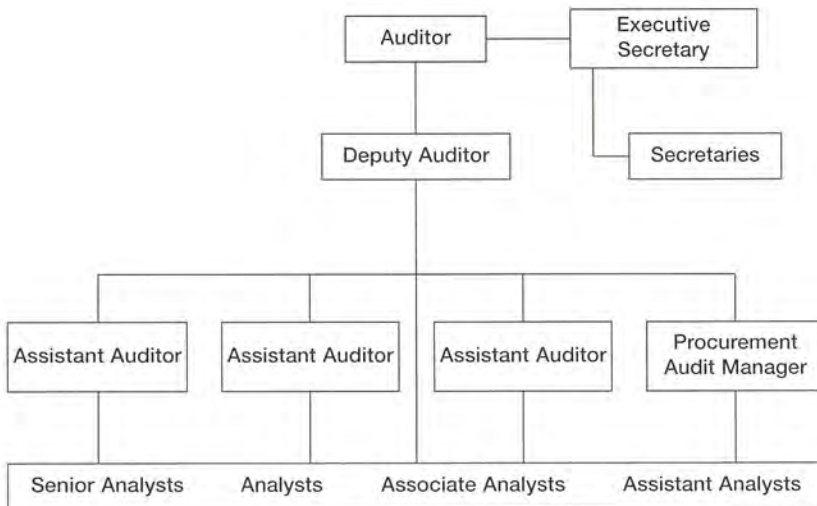 Auditor
Executive
Secretary
Deputy Auditor
Secretaries
Assistant Auditor
Assistant Auditor
Assistant Auditor
Procurement
Audit Manager
Senior Analysts
Analysts
Associate Analysts
Assistant Analysts